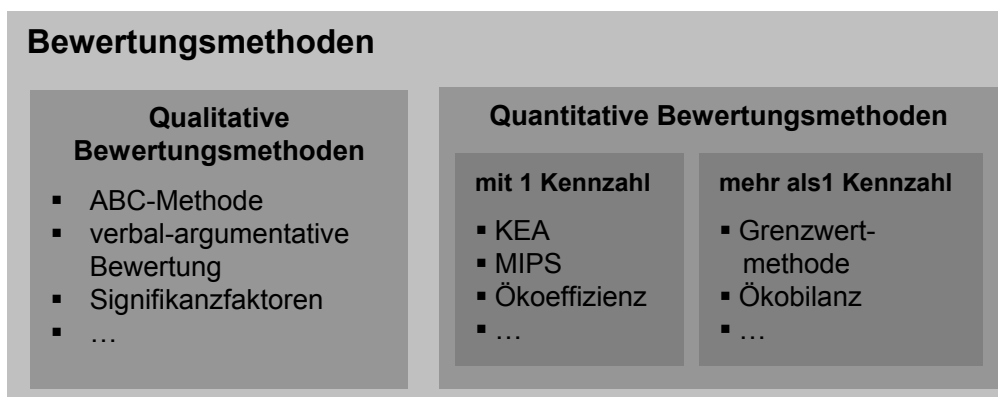 Bewertungsmethoden
Qualitative
Bewertungsmethoden
▪ ABC-Methode
▪ verbal-argumentative
Bewertung
▪ Signifikanzfaktoren
▪ …
Quantitative Bewertungsmethoden
mit 1 Kennzahl
▪ KEA
▪ MIPS
▪ Ökoeffizienz
▪ …
mehr als1 Kennzahl
▪ Grenzwert-
methode
▪ Ökobilanz
▪ …